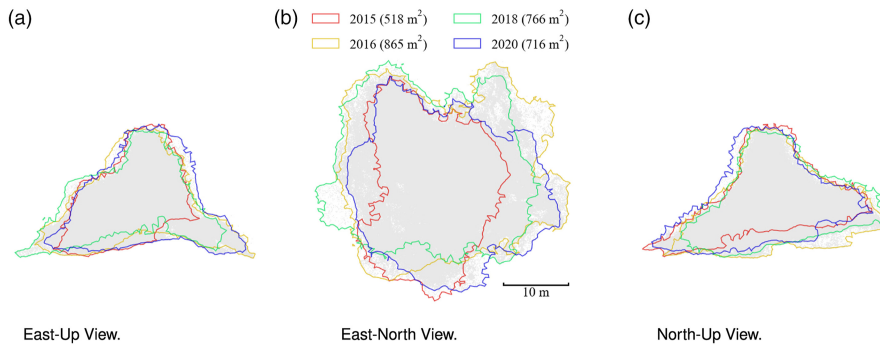 (a)
(b)
(c)
2015 (518 m²)
2018 (766 m²)
2016 (865 m²)
2020 (716 m²)
10 m
East-Up View.
East-North View.
North-Up View.